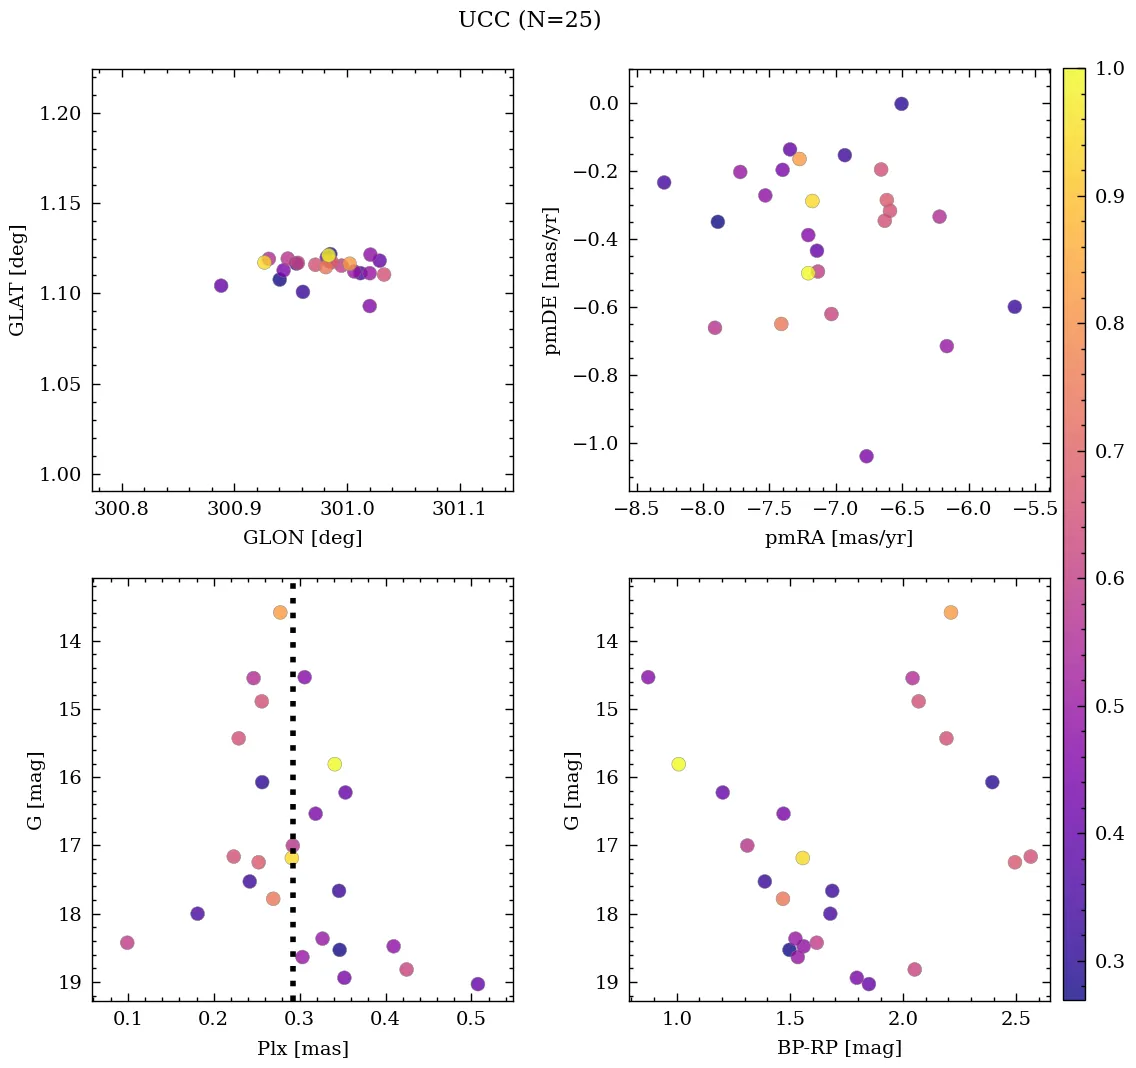 UCC (N=25)
1.20
1.15
1.10
1.05
1.00
GLAT [deg]
300.8 300.9 301.0 301.1
GLON [deg]
0.0
−0.2
−0.4
−0.6
−0.8
−1.0
pmDE [mas/yr]
−8.5 −8.0 −7.5 −7.0 −6.5 −6.0 −5.5
pmRA [mas/yr]
14
15
16
17
18
19
G [mag]
0.1 0.2 0.3 0.4 0.5
Plx [mas]
14
15
16
17
18
19
G [mag]
1.0 1.5 2.0 2.5
BP-RP [mag]
1.0
0.9
0.8
0.7
0.6
0.5
0.4
0.3